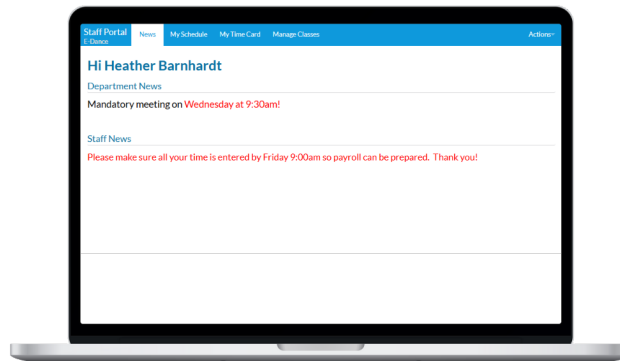 Staff Portal News My Schedule My Time Card Manage Classes Actions
E-Dance
Hi Heather Barnhardt
Department News
Mandatory meeting on Wednesday at 9:30am!
Staff News
Please make sure all your time is entered by Friday 9:00am so payroll can be prepared. Thank you!